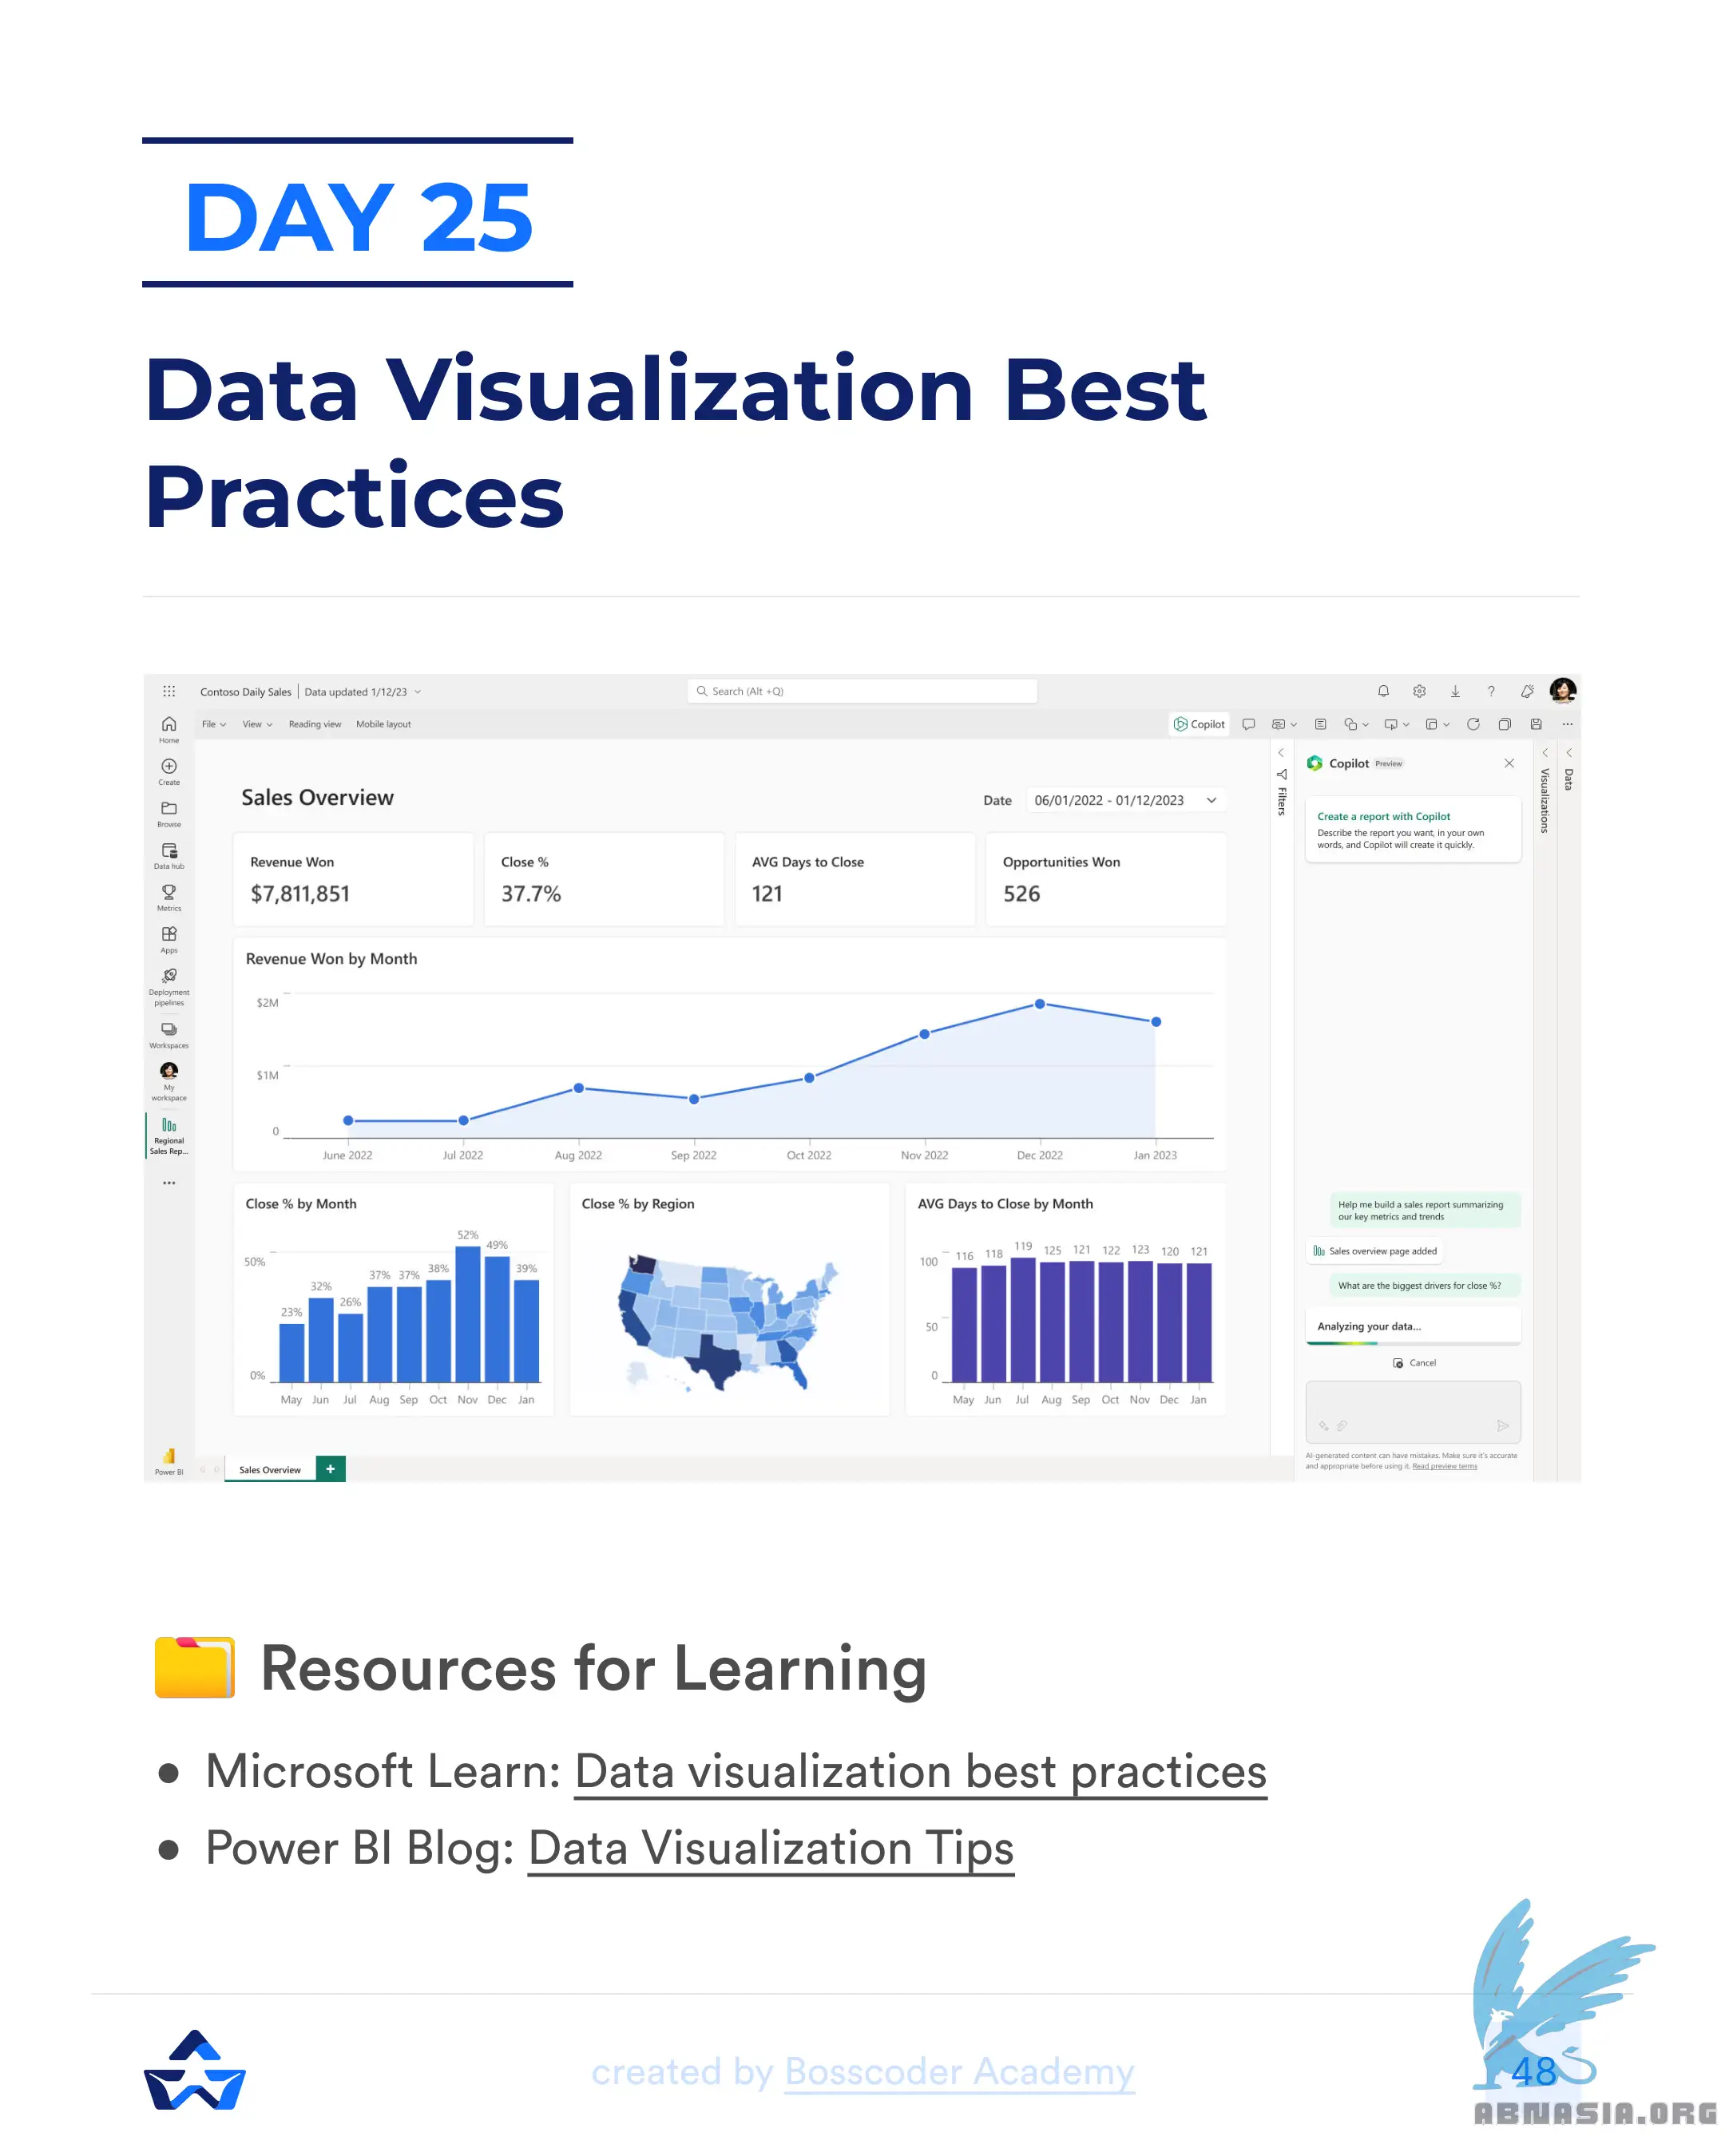 DAY 25
Data Visualization Best
Practices
Contoso Daily Sales | Data updated 1/12/23
Search (Alt +Q)
File
View
Reading view
Mobile layout
Copilot
Home
Create
Browse
Data hub
Metrics
Apps
Deployment
pipelines
Workspaces
My
workspace
Regional
Sales Rep...
Power BI
Sales Overview
Date
06/01/2022 - 01/12/2023
Revenue Won
$7,811,851
Close %
37.7%
AVG Days to Close
121
Opportunities Won
526
Revenue Won by Month
$2M
$1M
0
June 2022
Jul 2022
Aug 2022
Sep 2022
Oct 2022
Nov 2022
Dec 2022
Jan 2023
Close % by Month
50%
0%
23%
32%
26%
37%
37%
38%
52%
49%
39%
May Jun Jul Aug Sep Oct Nov Dec Jan
Close % by Region
AVG Days to Close by Month
100
50
0
116 118 119 125 121 122 123 120 121
May Jun Jul Aug Sep Oct Nov Dec Jan
Sales Overview
+
Filters
Copilot Preview
Create a report with Copilot
Describe the report you want, in your own
words, and Copilot will create it quickly.
Help me build a sales report summarizing
our key metrics and trends
Sales overview page added
What are the biggest drivers for close %?
Analyzing your data...
Cancel
AI-generated content can have mistakes. Make sure it's accurate
and appropriate before using it. Read preview terms
Visualizations
Data
Resources for Learning
● Microsoft Learn: Data visualization best practices
● Power BI Blog: Data Visualization Tips
created by Bosscoder Academy
48
ABNASIA.ORG